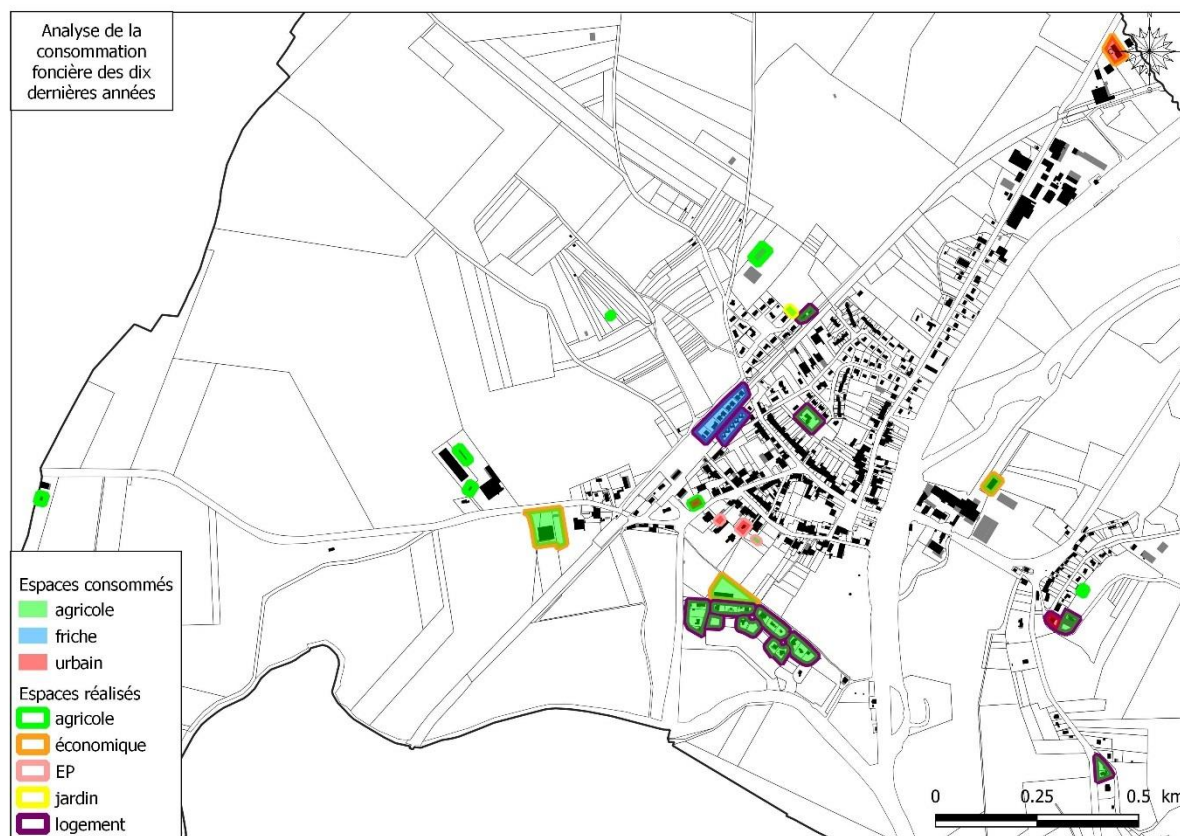 Analyse de la
consommation
foncière des dix
dernières années
Espaces consommés
agricole
friche
urbain
Espaces réalisés
agricole
économique
EP
jardin
logement
0 0.25 0.5 km